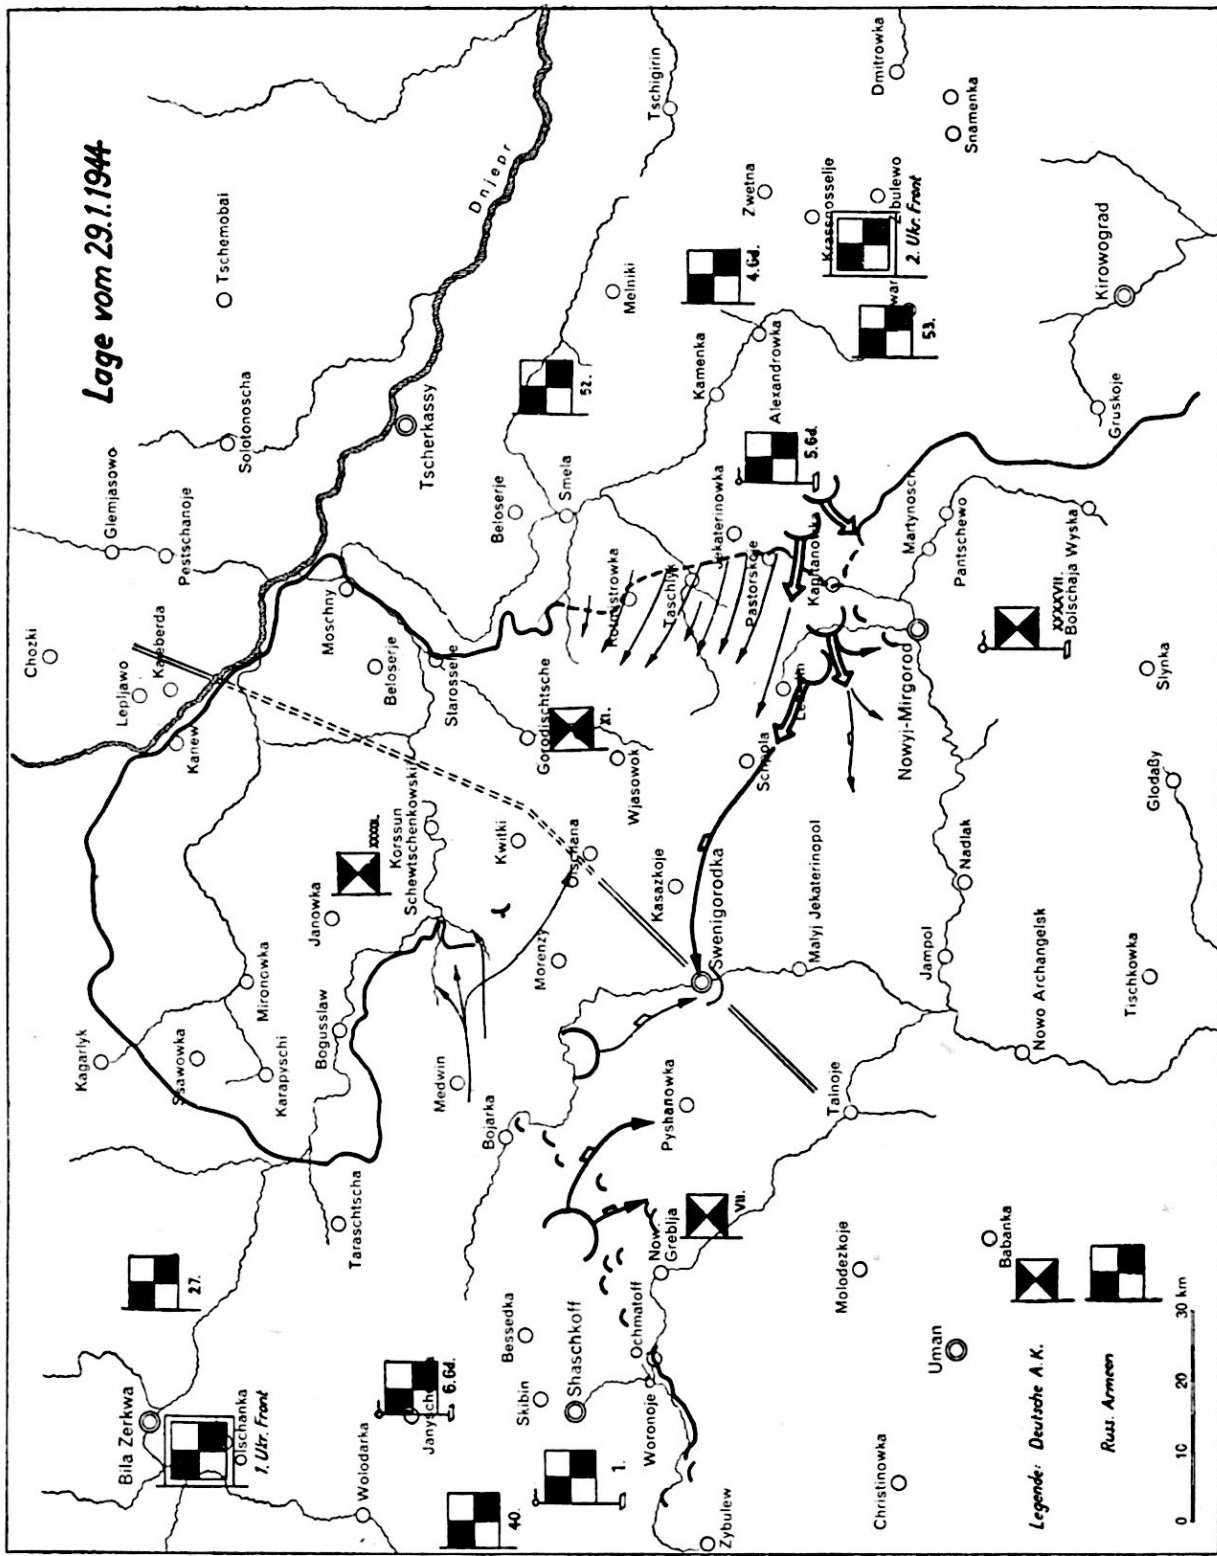 Lage vom 29.1.1944
Chozki
Glemjasowo
Lepljawo
Kaleberda
Pestschanoje
Solotonoscha
Tschernobai
Kanew
Dnjepr
Moschny
Beloserje
Starosselje
Tscherkassy
Kagarlyk
Mironowka
Karapyschi
Janowka
XXXXII.
Korssun
Schewtschenkowski
Bogusslaw
Taraschtscha
27.
Bila Zerkwa
Olschanka
1. Ukr. Front
Wolodarka
6.Gd.
40.
Medwin
Kwitki
Gorodischtsche
XI.
Wjasowok
Beloserje
Smela
52.
Tschigirin
Melniki
4.Gd.
Zwetna
Dmitrowka
Snamenka
2. Ukr. Front
53.
Kamenka
Alexandrowka
5.Gd.
Jekaterinowka
Taschlyk
Pastorskoje
Kapitanowka
Martynosch
Pantschewo
Gruskoje
Kirowograd
XXXXVII.
Bolschaja Wyska
Nowyj-Mirgorod
Slynka
Glodaßy
Schpola
Kasazkoje
Swenigorodka
Morenzy
Bojarka
Pyshanowka
Malyj Jekaterinopol
Jampol
Nadlak
Nowo Archangelsk
Tischkowka
Talnoje
Now.
Greblja
VII.
Bessedka
Skibin
Shaschkoff
1.
Ochmatoff
Woronoje
Zybulew
Molodezkoje
Babanka
Uman
Christinowka
Legende: Deutsche A.K.
Russ. Armeen
0 10 20 30 km